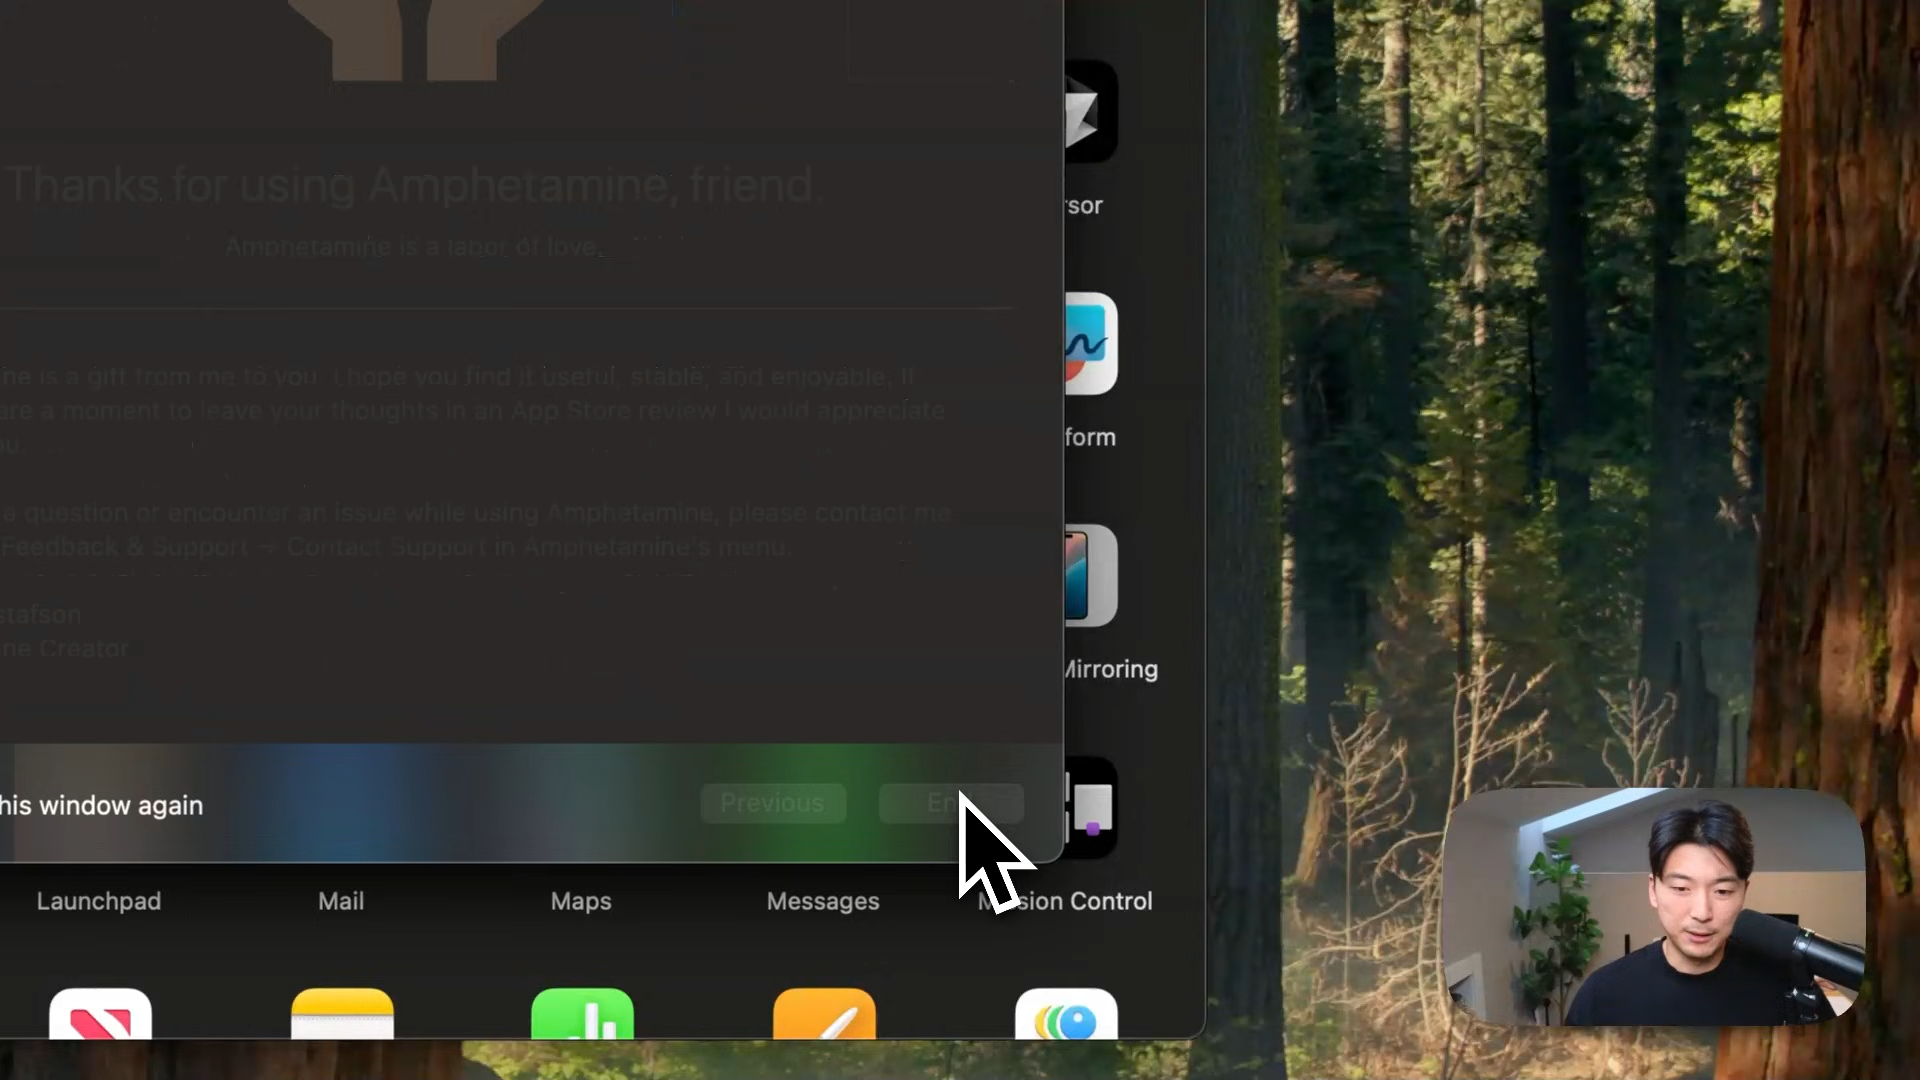 Thanks for using Amphetamine, friend.
Amphetamine is a labor of love.
ne is a gift from me to you. I hope you find it useful, stable, and enjoyable. If
are a moment to leave your thoughts in an App Store review I would appreciate
ou.
a question or encounter an issue while using Amphetamine, please contact me
Feedback & Support → Contact Support in Amphetamine's menu.
stafson
ne Creator
his window again
Previous
rsor
form
Mirroring
Launchpad
Mail
Maps
Messages
Control